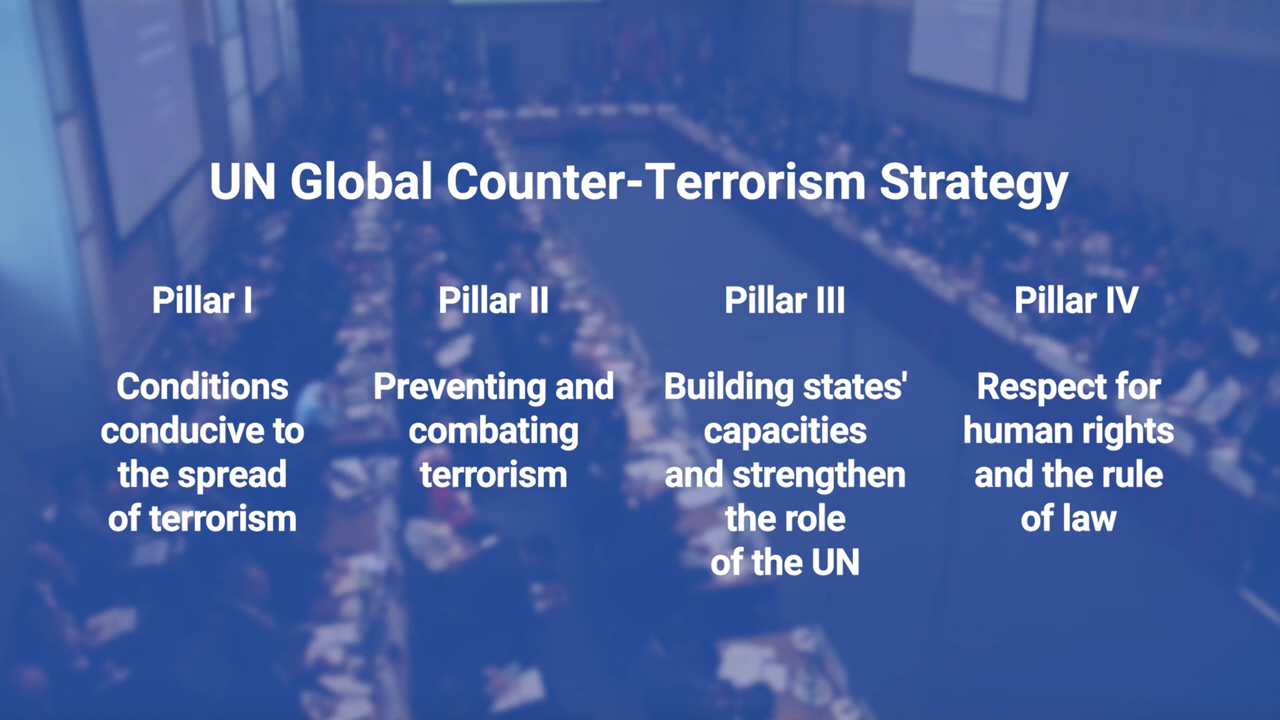 UN Global Counter-Terrorism Strategy
Pillar I
Conditions
conducive to
the spread
of terrorism
Pillar II
Preventing and
combating
terrorism
Pillar III
Building states'
capacities
and strengthen
the role
of the UN
Pillar IV
Respect for
human rights
and the rule
of law